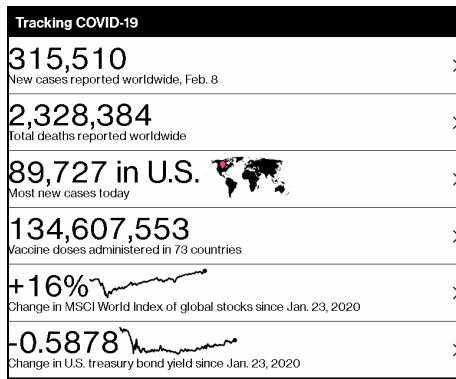 Tracking COVID-19
315,510
New cases reported worldwide, Feb. 8
2,328,384
Total deaths reported worldwide
89,727 in U.S.
Most new cases today
134,607,553
Vaccine doses administered in 73 countries
+16%
Change in MSCI World Index of global stocks since Jan. 23, 2020
-0.5878
Change in U.S. treasury bond yield since Jan. 23, 2020